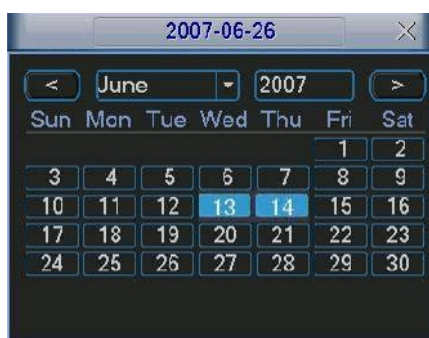 2007-06-26
< June 2007 >
Sun Mon Tue Wed Thu Fri Sat
1 2
3 4 5 6 7 8 9
10 11 12 13 14 15 16
17 18 19 20 21 22 23
24 25 26 27 28 29 30